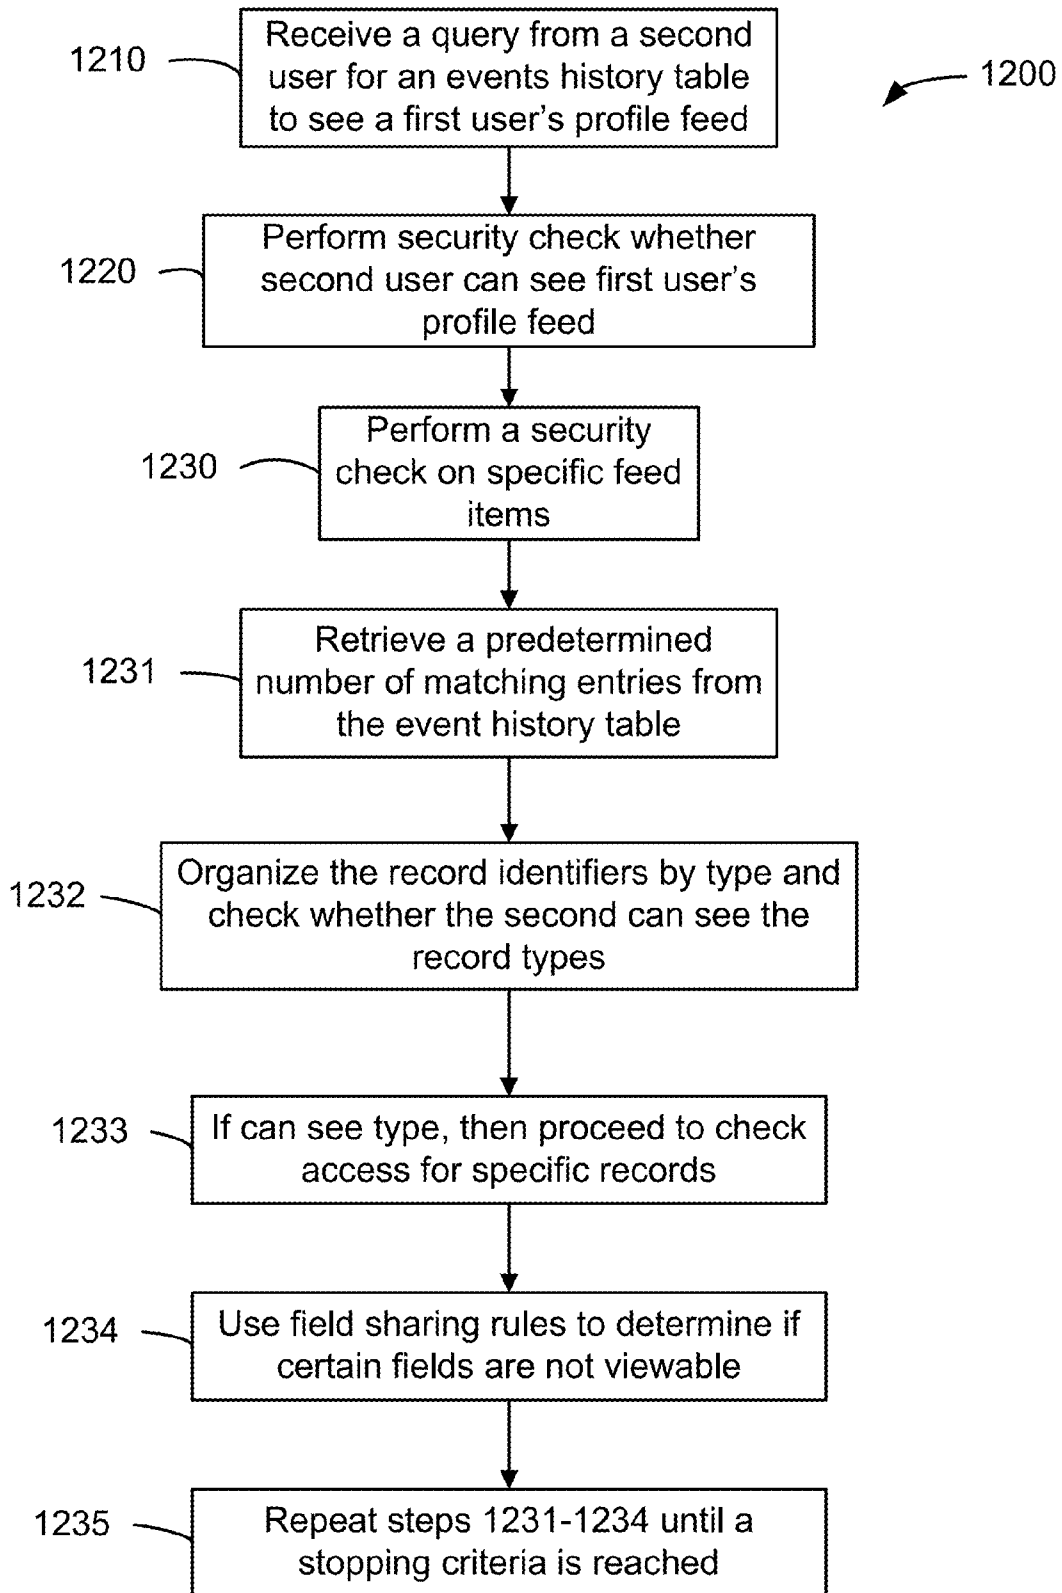 1200
1210
Receive a query from a second
user for an events history table
to see a first user's profile feed
1220
Perform security check whether
second user can see first user's
profile feed
1230
Perform a security
check on specific feed
items
1231
Retrieve a predetermined
number of matching entries from
the event history table
1232
Organize the record identifiers by type and
check whether the second can see the
record types
1233
If can see type, then proceed to check
access for specific records
1234
Use field sharing rules to determine if
certain fields are not viewable
1235
Repeat steps 1231-1234 until a
stopping criteria is reached